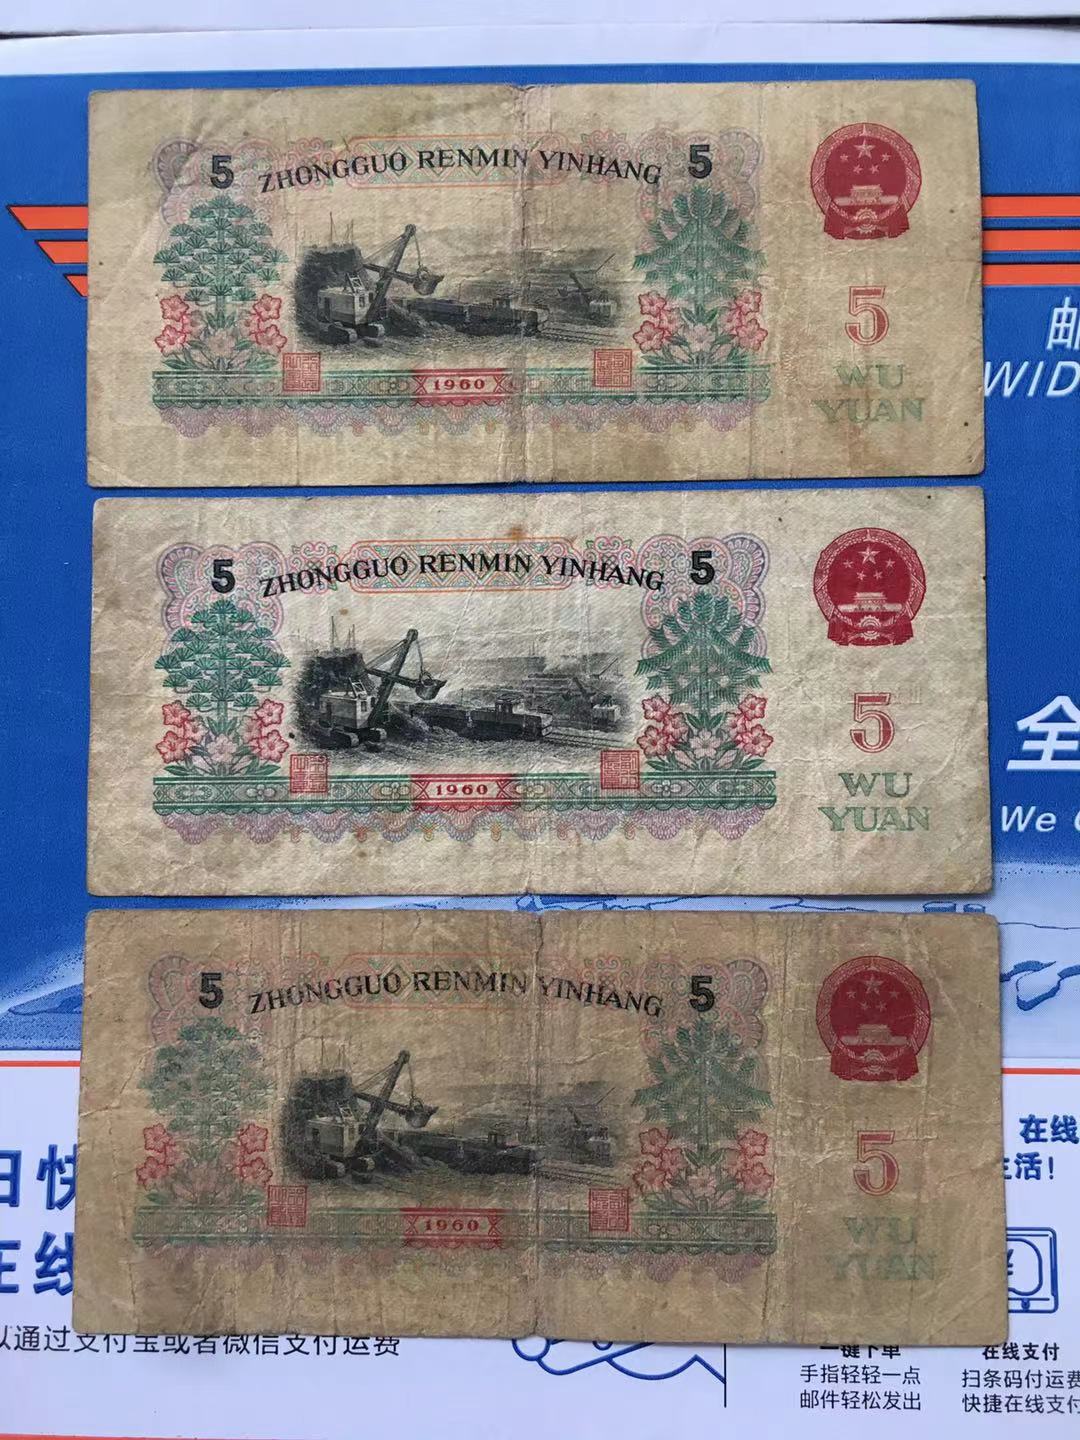 5 ZHONGGUO RENMIN YINHANG 5
5
WU
YUAN
1960
邮
WID
5 ZHONGGUO RENMIN YINHANG 5
5
WU
YUAN
1960
全
We
5 ZHONGGUO RENMIN YINHANG 5
5
WU
YUAN
1960
在线
生活!
日快
在线
以通过支付宝或者微信支付运费
一键下单
手指轻轻一点
邮件轻松发出
在线支付
扫条码付运费
快捷在线支付